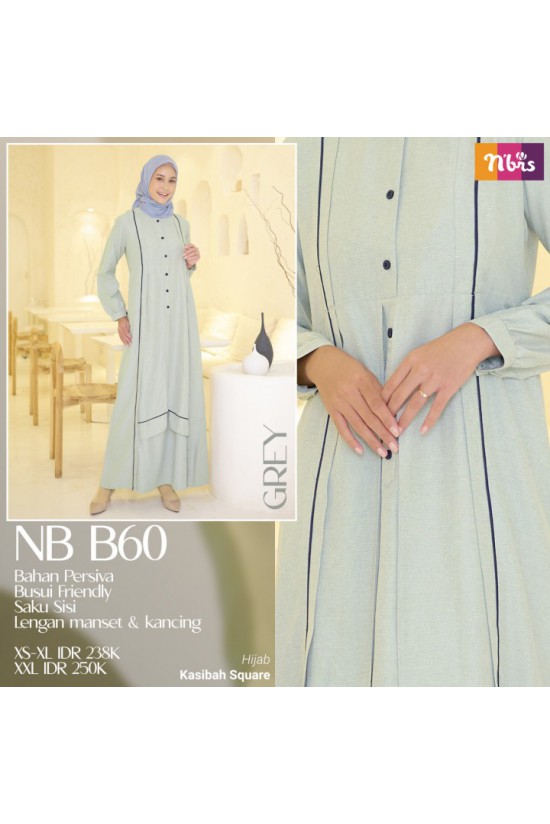 N'brs
GREY
NB B60
Bahan Persiva
Busui Friendly
Saku Sisi
Lengan manset & kancing
XS-XL IDR 238K
XXL IDR 250K
Hijab
Kasibah Square